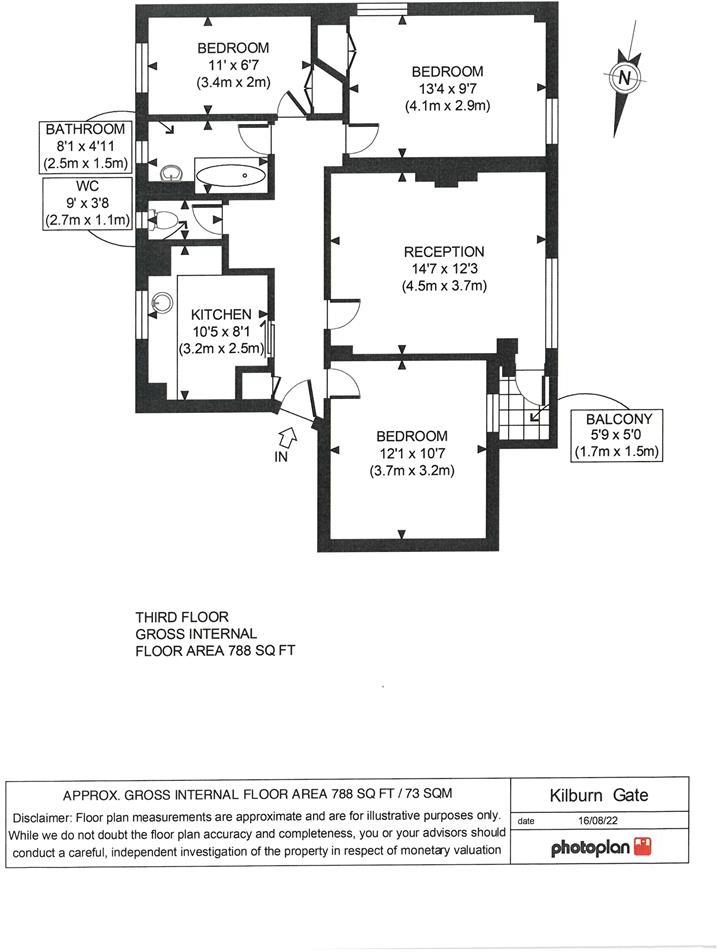 BEDROOM
11' x 6'7
(3.4m x 2m)
BEDROOM
13'4 x 9'7
(4.1m x 2.9m)
N
BATHROOM
8'1 x 4'11
(2.5m x 1.5m)
WC
9' x 3'8
(2.7m x 1.1m)
RECEPTION
14'7 x 12'3
(4.5m x 3.7m)
KITCHEN
10'5 x 8'1
(3.2m x 2.5m)
IN
BEDROOM
12'1 x 10'7
(3.7m x 3.2m)
BALCONY
5'9 x 5'0
(1.7m x 1.5m)
THIRD FLOOR
GROSS INTERNAL
FLOOR AREA 788 SQ FT
APPROX. GROSS INTERNAL FLOOR AREA 788 SQ FT / 73 SQM
Disclaimer: Floor plan measurements are approximate and are for illustrative purposes only.
While we do not doubt the floor plan accuracy and completeness, you or your advisors should
conduct a careful, independent investigation of the property in respect of monetary valuation
Kilburn Gate
date 16/08/22
photoplan